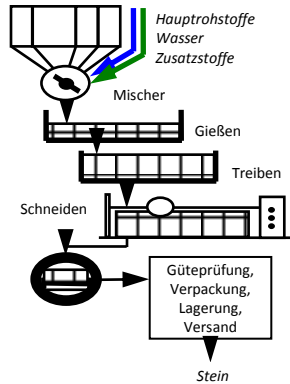 Hauptrohstoffe
Wasser
Zusatzstoffe
Mischer
Gießen
Treiben
Schneiden
Güteprüfung,
Verpackung,
Lagerung,
Versand
Stein